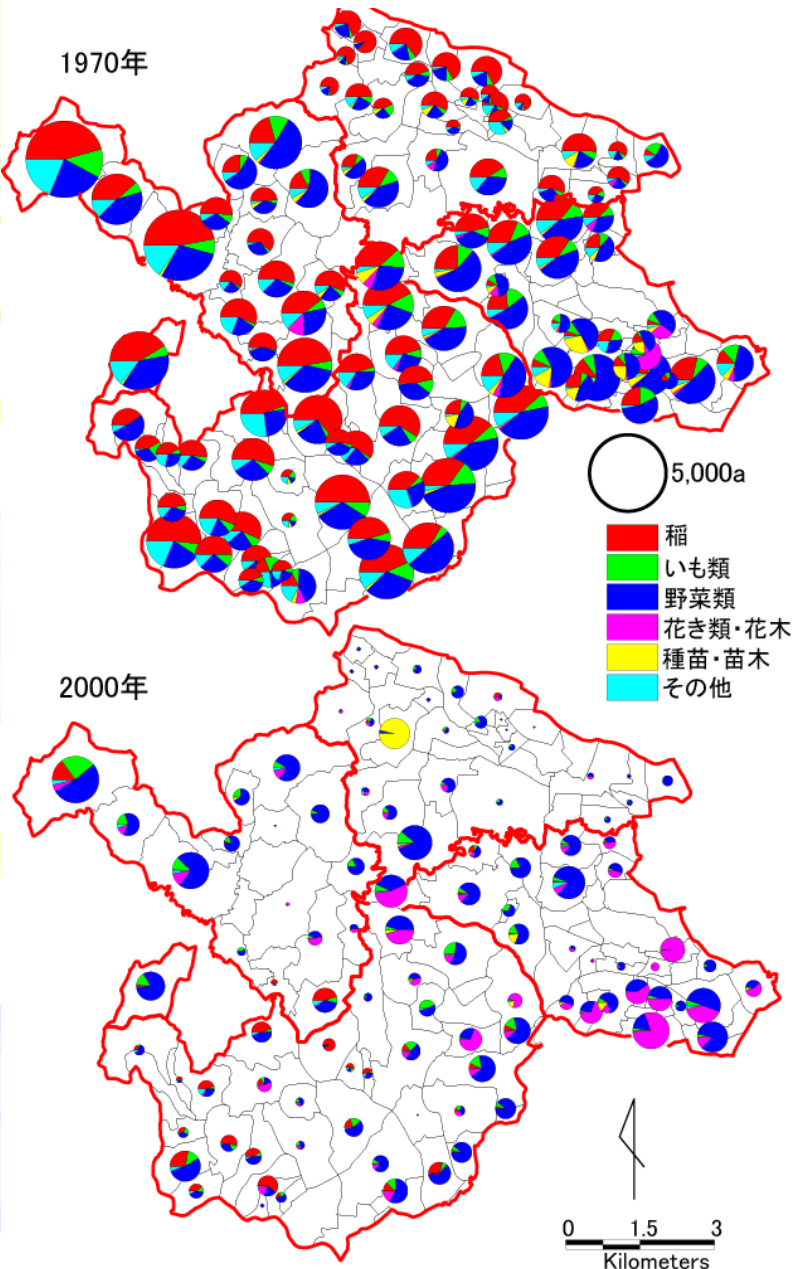 1970年
5,000a
稲
いも類
野菜類
花き類・花木
種苗・苗木
その他
2000年
0 1.5 3
Kilometers